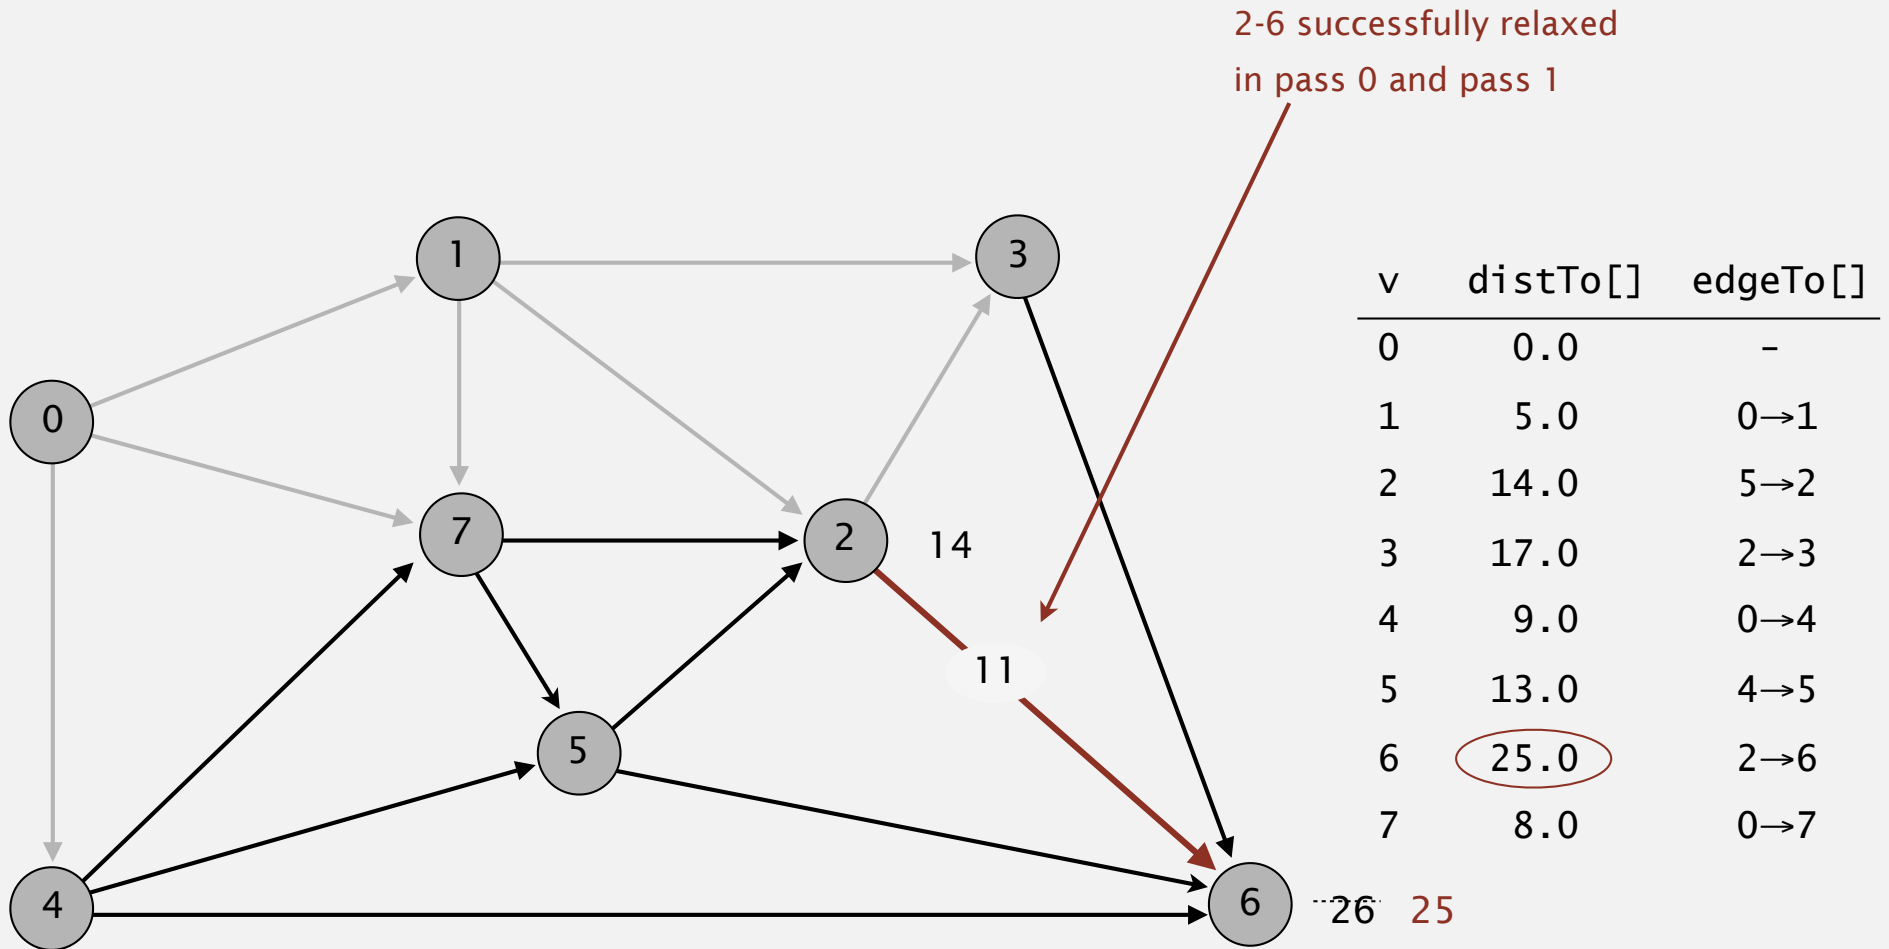 2-6 successfully relaxed
in pass 0 and pass 1
1
3
0
7
2
14
11
5
4
6
26 25
v distTo[] edgeTo[]
0 0.0 –
1 5.0 0→1
2 14.0 5→2
3 17.0 2→3
4 9.0 0→4
5 13.0 4→5
6 25.0 2→6
7 8.0 0→7